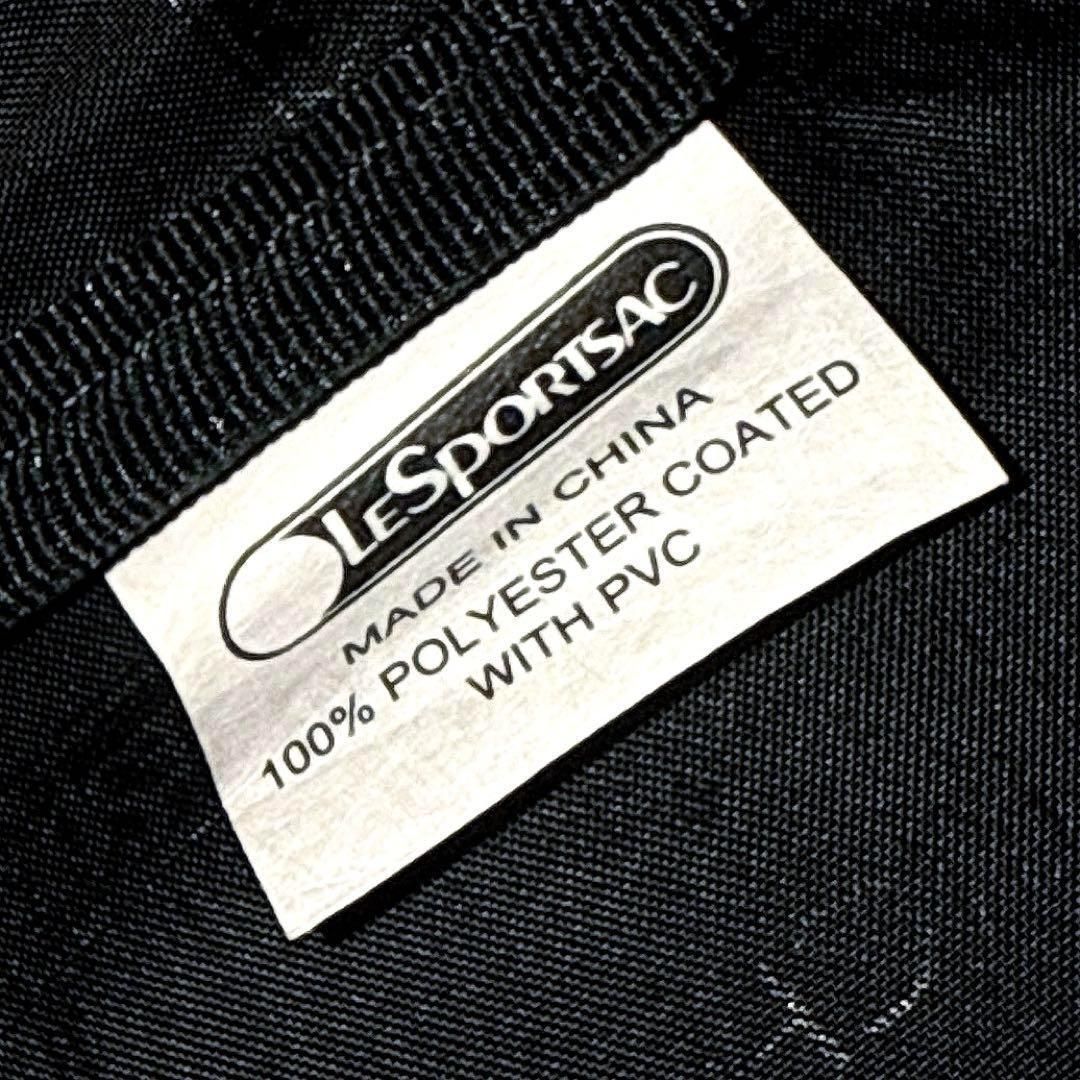 LeSportsac
MADE IN CHINA
100% POLYESTER COATED
WITH PVC